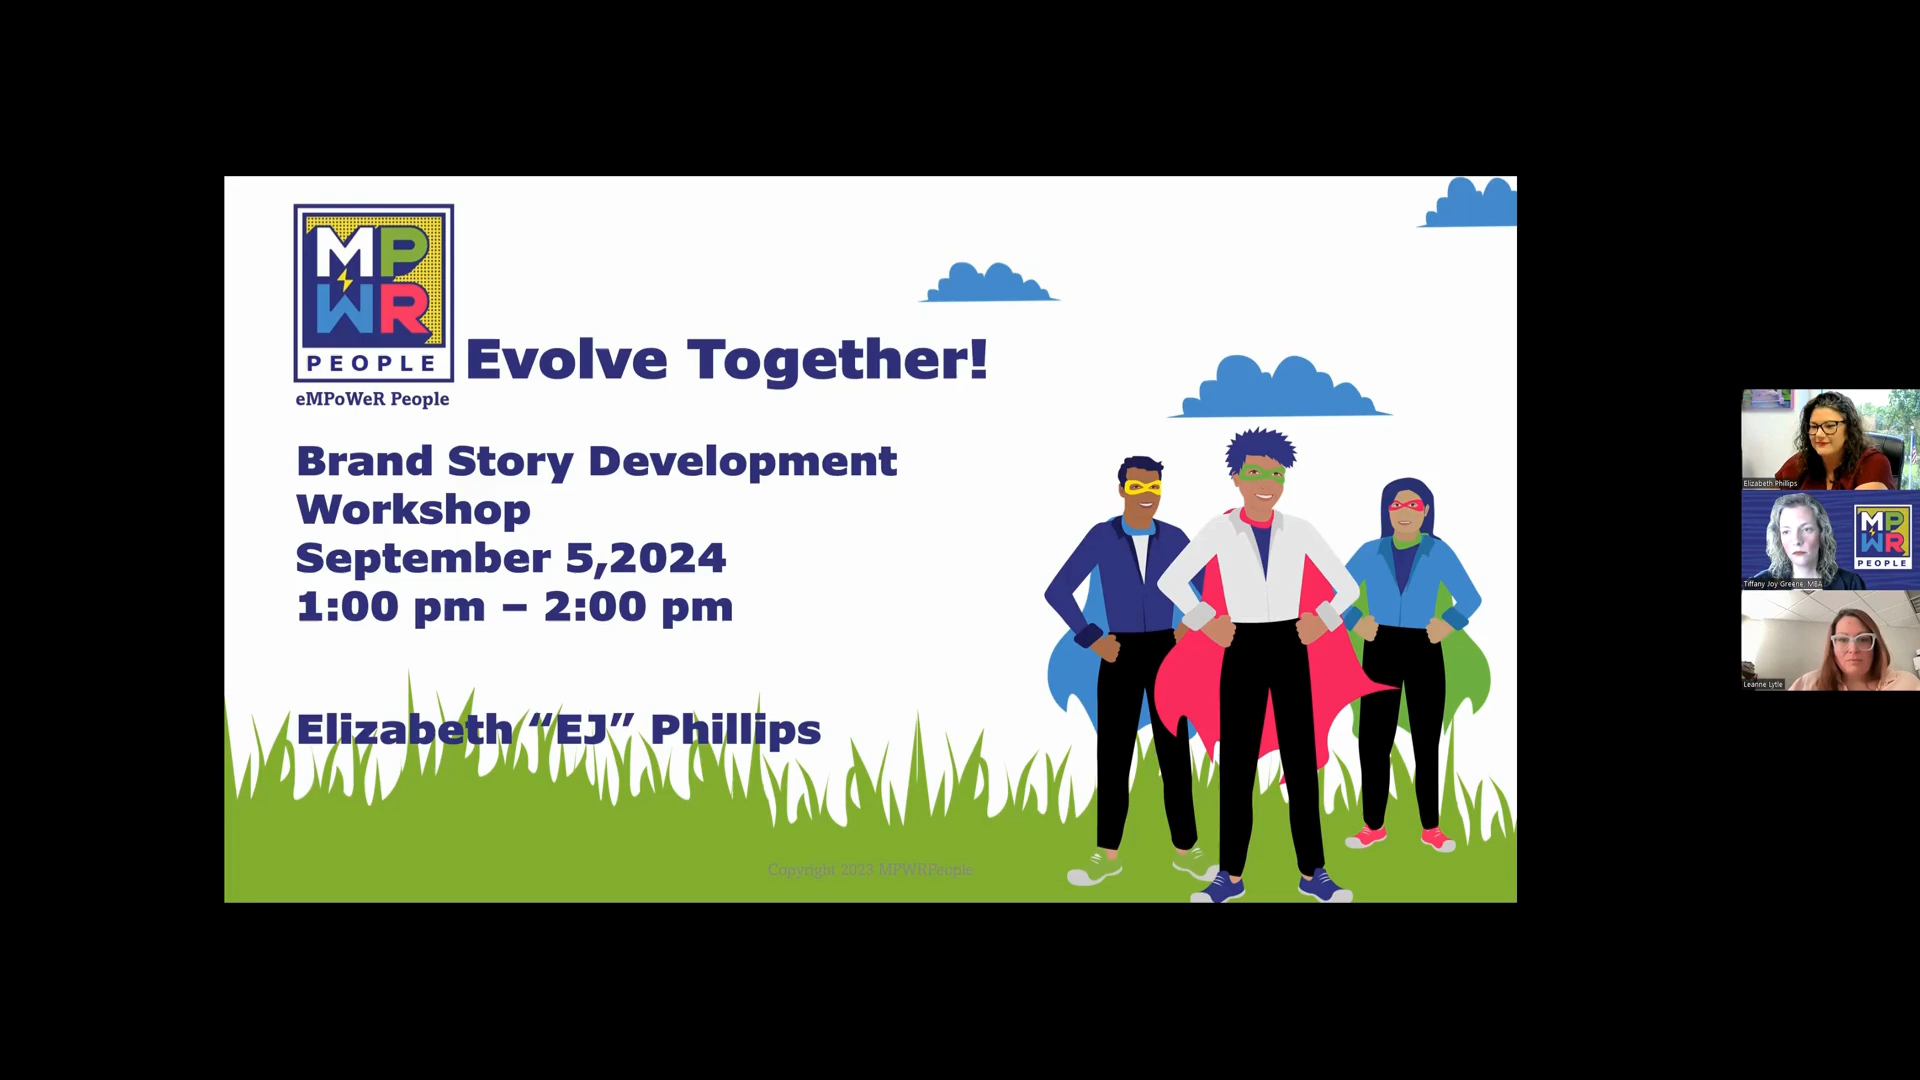 MP
WR
PEOPLE
eMPoWeR People
Evolve Together!
Brand Story Development
Workshop
September 5,2024
1:00 pm – 2:00 pm
Elizabeth “EJ” Phillips
Copyright 2023 MPWRPeople
Elizabeth Phillips
MP
WR
PEOPLE
Tiffany Joy Greene, MBA
Leanne Lytle